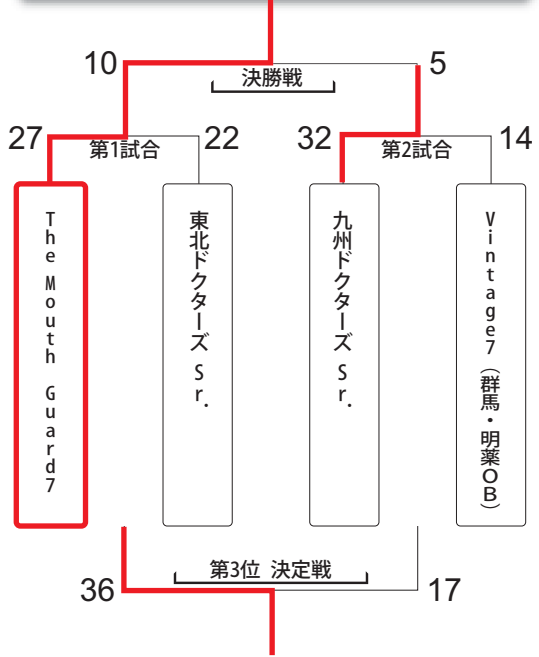 10
5
決勝戦
27
22
32
14
第1試合
第2試合
The Mouth Guard7
東北ドクターズ Sr.
九州ドクターズ Sr.
Vintage7（群馬・明薬OB）
第3位 決定戦
36
17